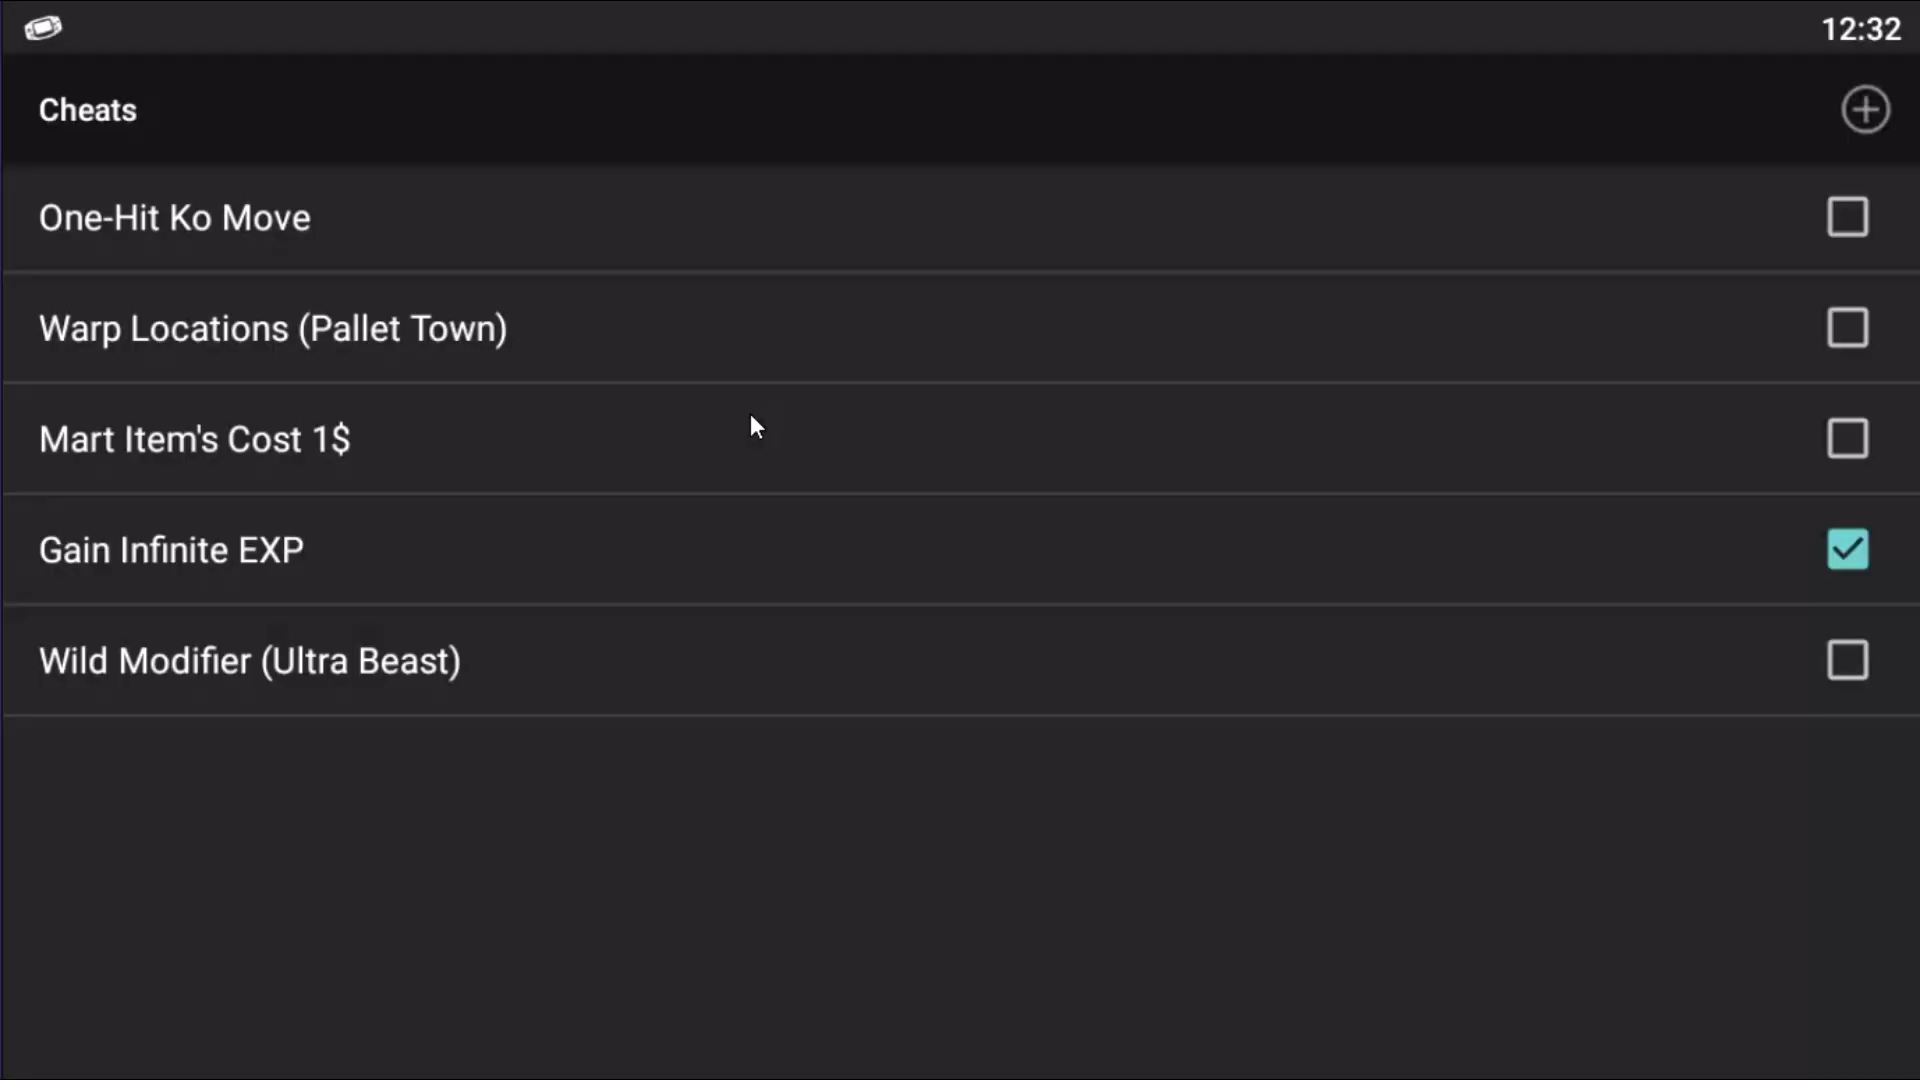 12:32
Cheats
One-Hit Ko Move
Warp Locations (Pallet Town)
Mart Item's Cost 1$
Gain Infinite EXP
Wild Modifier (Ultra Beast)